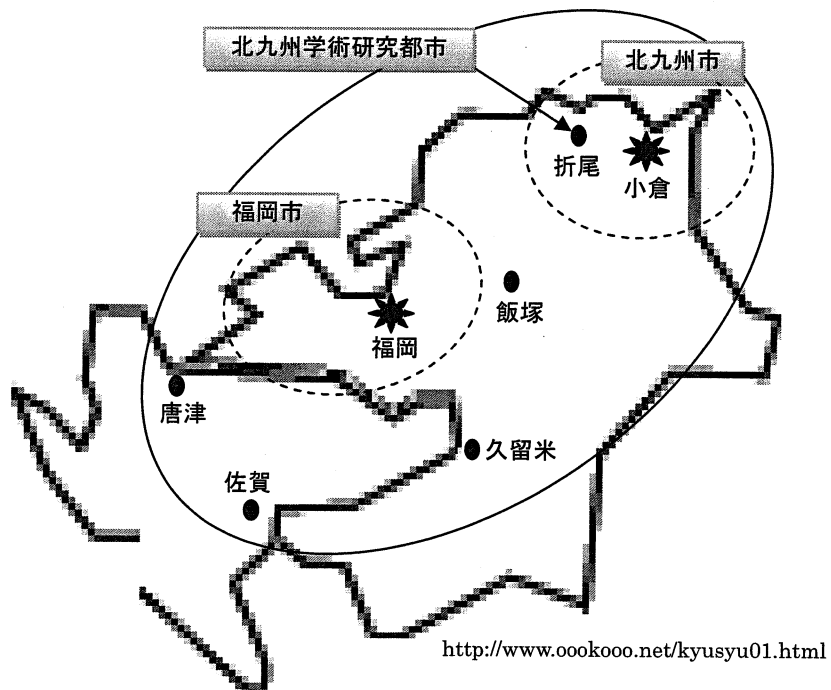 北九州学術研究都市
北九州市
折尾
小倉
福岡市
飯塚
福岡
唐津
久留米
佐賀
http://www.oookooo.net/kyusyu01.html